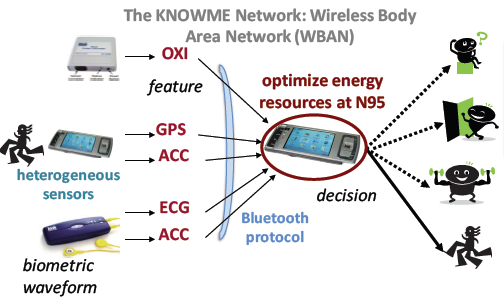 The KNOWME Network: Wireless Body
Area Network (WBAN)
OXI
feature
optimize energy
resources at N95
GPS
ACC
heterogeneous
sensors
decision
ECG
ACC
Bluetooth
protocol
biometric
waveform
?